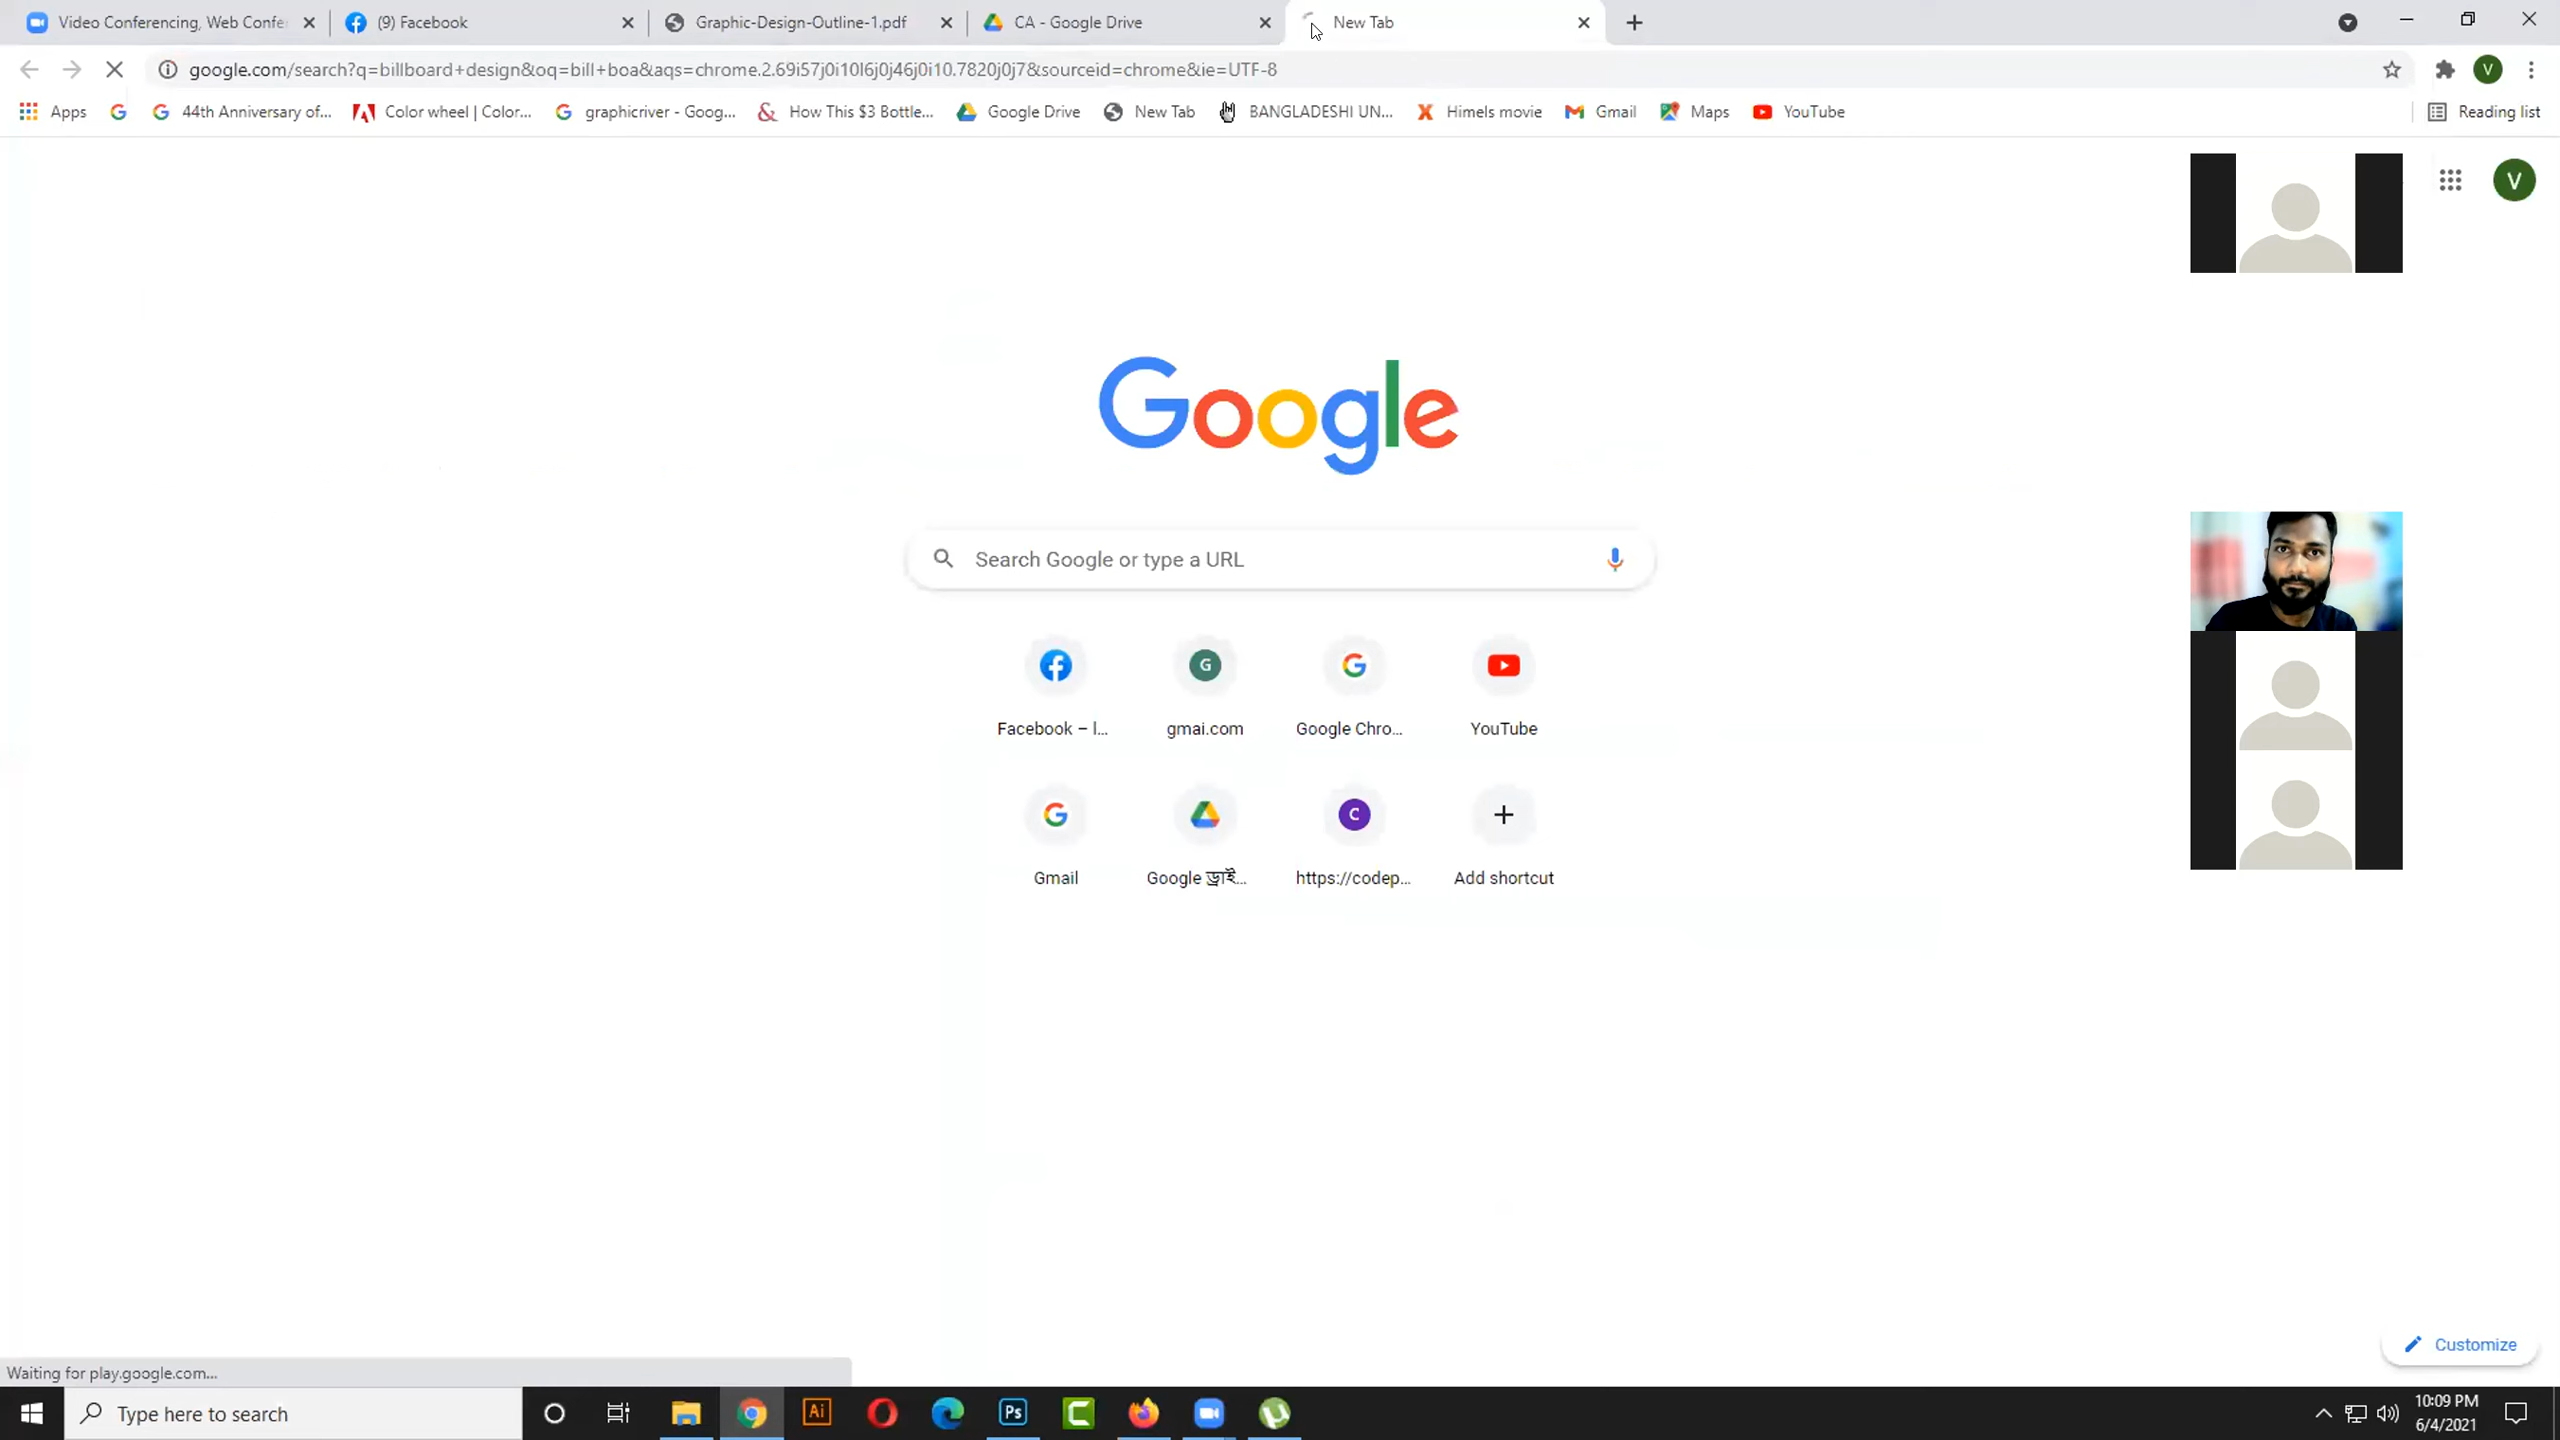 Video Conferencing, Web Confe
(9) Facebook
Graphic-Design-Outline-1.pdf
CA - Google Drive
New Tab
google.com/search?q=billboard+design&oq=bill+boa&aqs=chrome.2.69i57j0i10l6j0j46j0i10.7820j0j7&sourceid=chrome&ie=UTF-8
V
Apps
44th Anniversary of...
Color wheel | Color...
graphicriver - Goog...
How This $3 Bottle...
Google Drive
New Tab
BANGLADESHI UN...
Himels movie
Gmail
Maps
YouTube
Reading list
V
Google
Search Google or type a URL
G
Facebook – l...
gmai.com
Google Chro...
YouTube
C
Gmail
Google ড্রাই...
https://codep...
Add shortcut
Customize
Waiting for play.google.com...
Type here to search
Ai
Ps
10:09 PM
6/4/2021